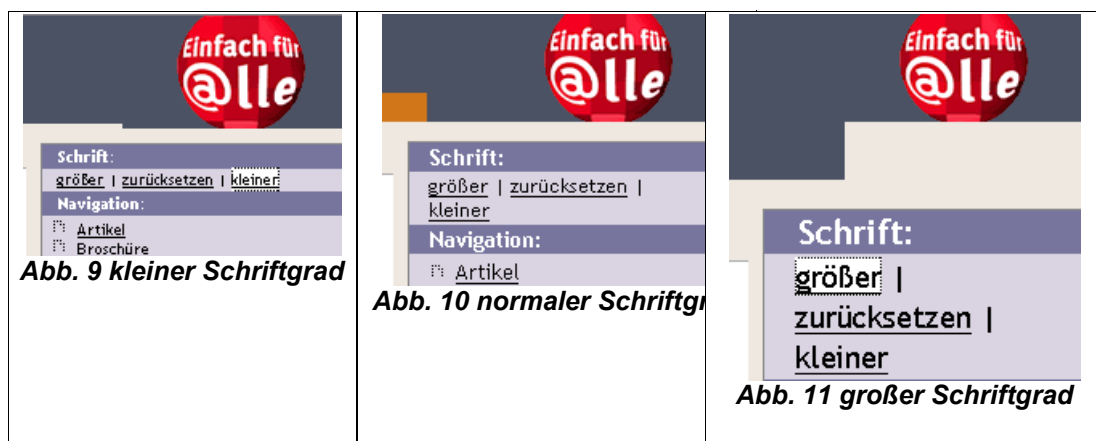 Einfach für
@lle
Schrift:
größer | zurücksetzen | kleiner
Navigation:
Artikel
Broschüre
Abb. 9 kleiner Schriftgrad
Einfach für
@lle
Schrift:
größer | zurücksetzen |
kleiner
Navigation:
Artikel
Abb. 10 normaler Schriftgr
Einfach für
@lle
Schrift:
größer |
zurücksetzen |
kleiner
Abb. 11 großer Schriftgrad